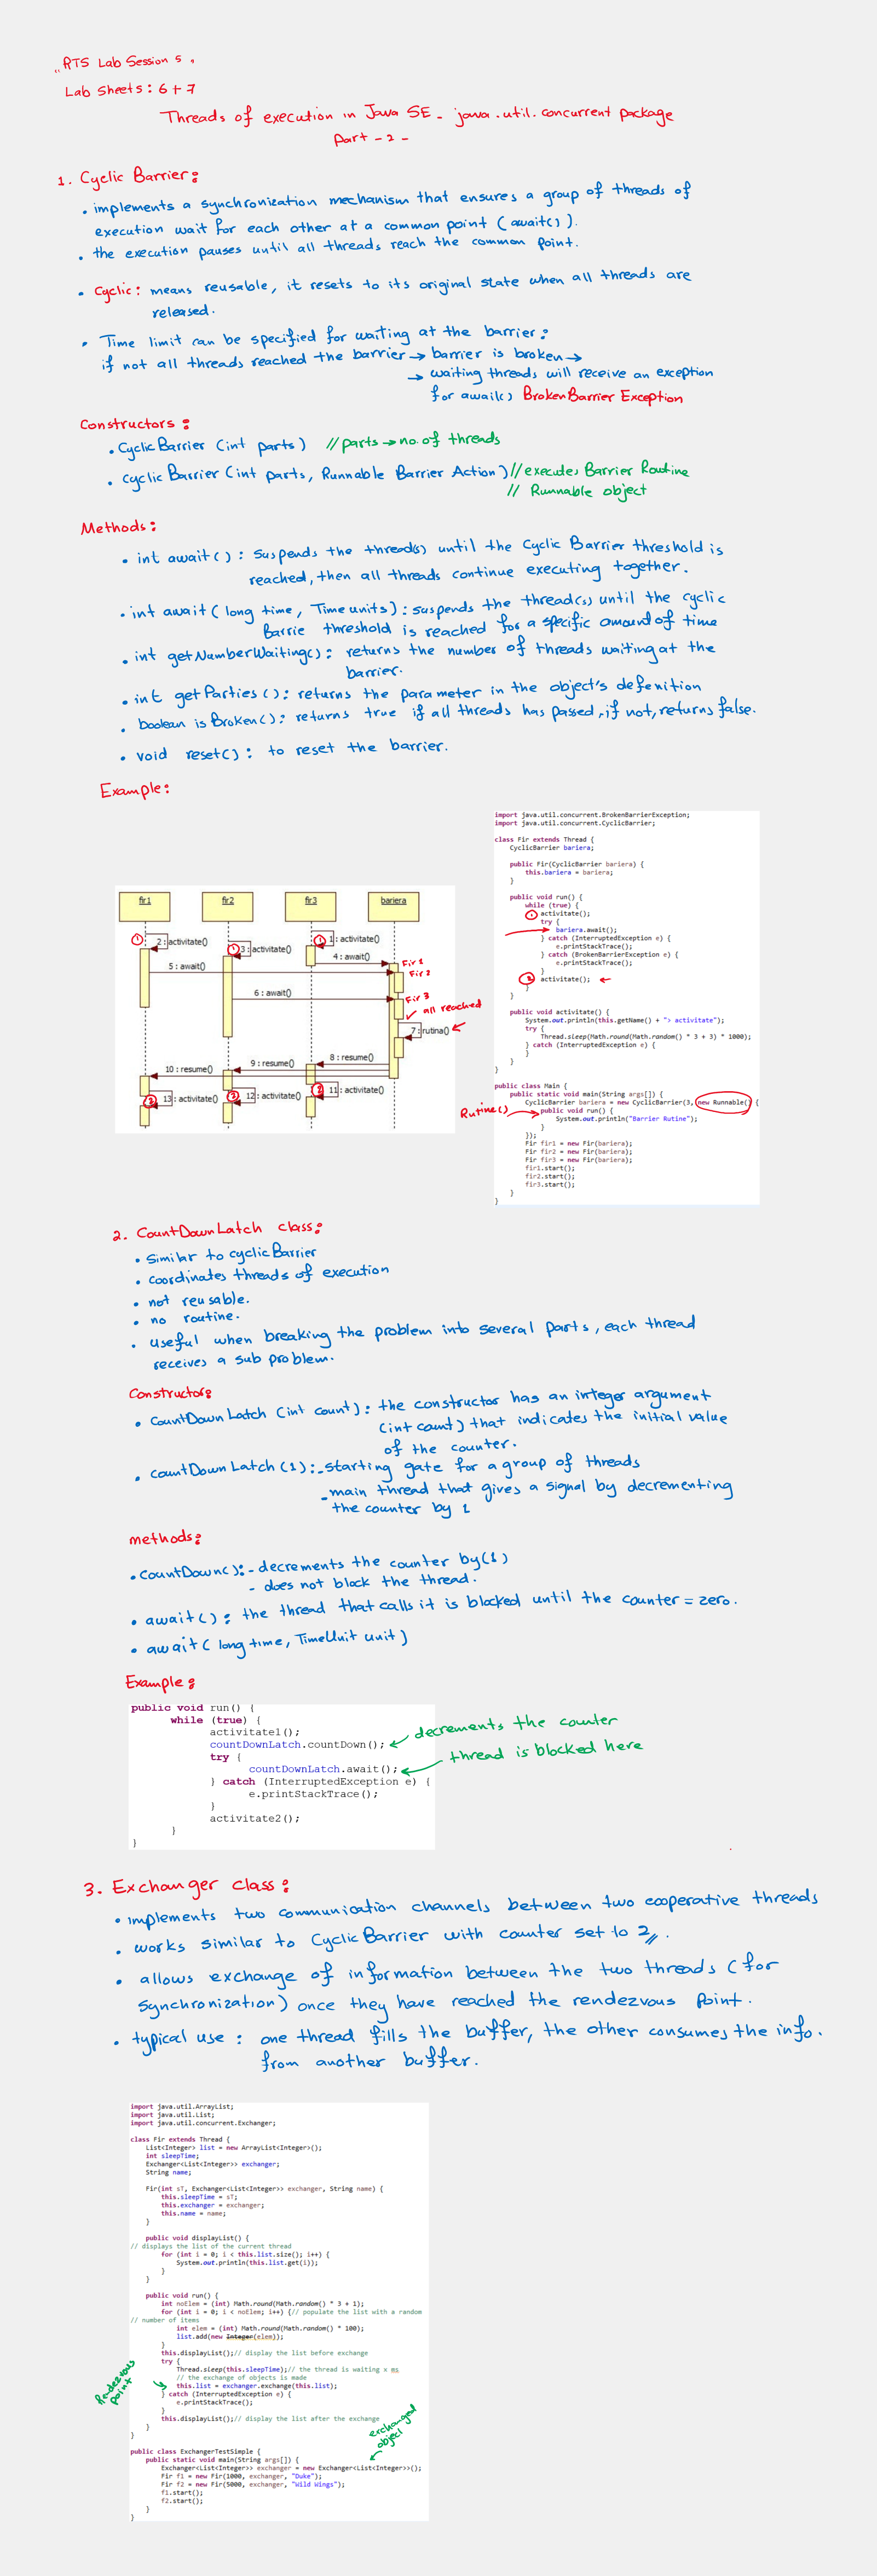 "RTS Lab Session 5"
Lab Sheets: 6+7
Threads of execution in Java SE - java.util.concurrent package
Part - 2 -
1. Cyclic Barrier:
• implements a synchronization mechanism that ensures a group of threads of
execution wait for each other at a common point (await()).
• the execution pauses until all threads reach the common point.
• Cyclic: means reusable, it resets to its original state when all threads are
released.
• Time limit can be specified for waiting at the barrier:
if not all threads reached the barrier → barrier is broken →
→ waiting threads will receive an exception
for await() BrokenBarrier Exception
Constructors:
• CyclicBarrier (int parts) // parts → no. of threads
• CyclicBarrier (int parts, Runnable Barrier Action) // executes Barrier Routine
// Runnable object
Methods:
• int await(): suspends the thread(s) until the Cyclic Barrier threshold is
reached, then all threads continue executing together.
• int await (long time, Time units): suspends the thread(s) until the cyclic
Barrie threshold is reached for a specific amound of time
• int getNumberWaiting(): returns the number of threads waiting at the
barrier.
• int getParties(): returns the parameter in the object's defenition
• boolean isBroken(): returns true if all threads has passed, if not, returns false.
• void reset(): to reset the barrier.
Example:
fir1
fir2
fir3
bariera
1
2 : activitate()
1
3 : activitate()
1
1 : activitate()
4 : await()
Fir 1
5 : await()
Fir 2
6 : await()
Fir 3
all reached
7 : rutina()
8 : resume()
9 : resume()
10 : resume()
2
13 : activitate()
2
12 : activitate()
2
11 : activitate()
import java.util.concurrent.BrokenBarrierException;
import java.util.concurrent.CyclicBarrier;
class Fir extends Thread {
CyclicBarrier bariera;
public Fir(CyclicBarrier bariera) {
this.bariera = bariera;
}
public void run() {
while (true) {
1 activitate();
try {
bariera.await();
} catch (InterruptedException e) {
e.printStackTrace();
} catch (BrokenBarrierException e) {
e.printStackTrace();
}
2 activitate(); ←
}
}
public void activitate() {
System.out.println(this.getName() + "> activitate");
try {
Thread.sleep(Math.round(Math.random() * 3 + 3) * 1000);
} catch (InterruptedException e) {
}
}
}
public class Main {
public static void main(String args[]) {
CyclicBarrier bariera = new CyclicBarrier(3, new Runnable() {
Rutine() → public void run() {
System.out.println("Barrier Rutine");
}
});
Fir fir1 = new Fir(bariera);
Fir fir2 = new Fir(bariera);
Fir fir3 = new Fir(bariera);
fir1.start();
fir2.start();
fir3.start();
}
}
2. CountDownLatch class:
• Similar to cyclicBarrier
• coordinates threads of execution
• not reusable.
• no routine.
• useful when breaking the problem into several parts, each thread
receives a sub problem.
Constructor:
• CountDownLatch (int count): the constructor has an integer argument
(int count) that indicates the initial value
of the counter.
• countDownLatch (1): - starting gate for a group of threads
- main thread that gives a signal by decrementing
the counter by 1
methods:
• countDown(): - decrements the counter by (1)
- does not block the thread.
• await(): the thread that calls it is blocked until the counter = zero.
• await (long time, TimeUnit unit)
Example:
public void run() {
while (true) {
activitate1();
countDownLatch.countDown(); ← decrements the counter
try {
countDownLatch.await(); ← thread is blocked here
} catch (InterruptedException e) {
e.printStackTrace();
}
activitate2();
}
}
3. Exchanger class:
• implements two communication channels between two cooperative threads
• works similar to CyclicBarrier with counter set to 2//.
• allows exchange of information between the two threads (for
synchronization) once they have reached the rendezvous point.
• typical use: one thread fills the buffer, the other consumes the info.
from another buffer.
import java.util.ArrayList;
import java.util.List;
import java.util.concurrent.Exchanger;
class Fir extends Thread {
List<Integer> list = new ArrayList<Integer>();
int sleepTime;
Exchanger<List<Integer>> exchanger;
String name;
Fir(int sT, Exchanger<List<Integer>> exchanger, String name) {
this.sleepTime = sT;
this.exchanger = exchanger;
this.name = name;
}
public void displayList() {
// displays the list of the current thread
for (int i = 0; i < this.list.size(); i++) {
System.out.println(this.list.get(i));
}
}
public void run() {
int noElem = (int) Math.round(Math.random() * 3 + 1);
for (int i = 0; i < noElem; i++) {// populate the list with a random
// number of items
int elem = (int) Math.round(Math.random() * 100);
list.add(new Integer(elem));
}
this.displayList();// display the list before exchange
try {
Thread.sleep(this.sleepTime);// the thread is waiting x ms
// the exchange of objects is made
Rendezvous point
this.list = exchanger.exchange(this.list);
} catch (InterruptedException e) {
e.printStackTrace();
}
this.displayList();// display the list after the exchange
}
}
exchanged object
public class ExchangerTestSimple {
public static void main(String args[]) {
Exchanger<List<Integer>> exchanger = new Exchanger<List<Integer>>();
Fir f1 = new Fir(1000, exchanger, "Duke");
Fir f2 = new Fir(5000, exchanger, "Wild Wings");
f1.start();
f2.start();
}
}